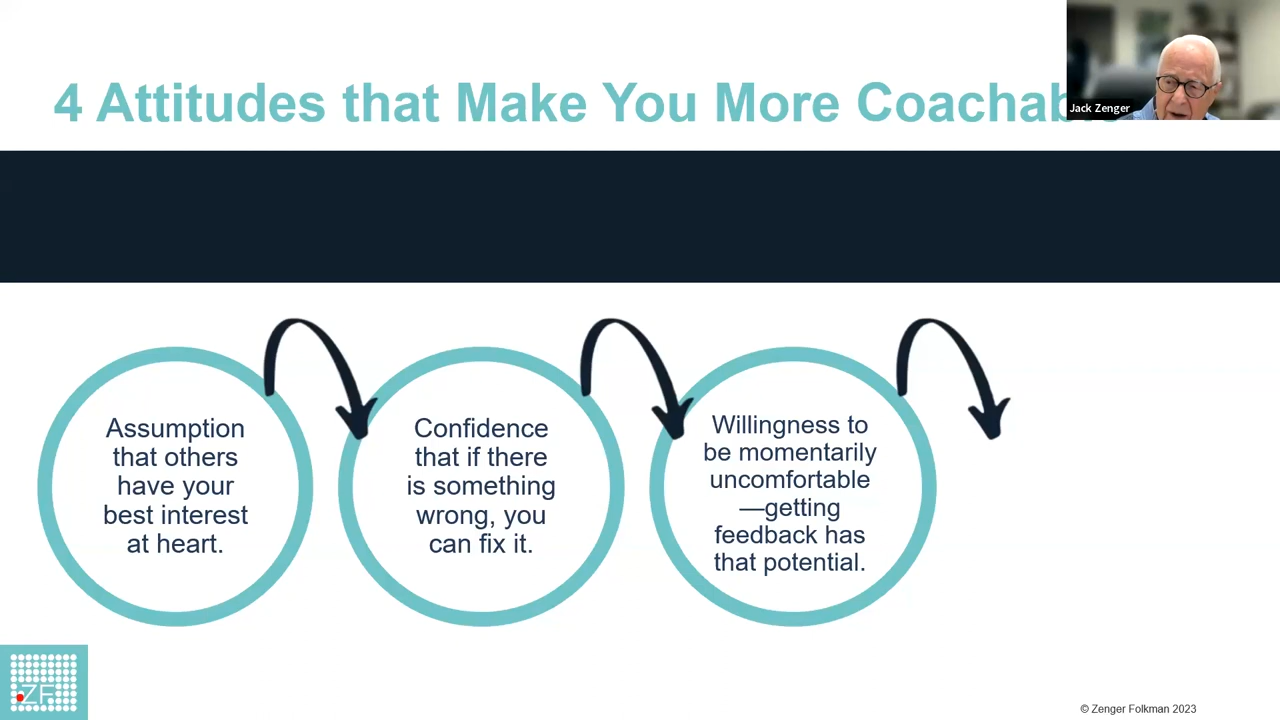 4 Attitudes that Make You More Coachab
Jack Zenger
Assumption
that others
have your
best interest
at heart.
Confidence
that if there
is something
wrong, you
can fix it.
Willingness to
be momentarily
uncomfortable
—getting
feedback has
that potential.
ZF
© Zenger Folkman 2023